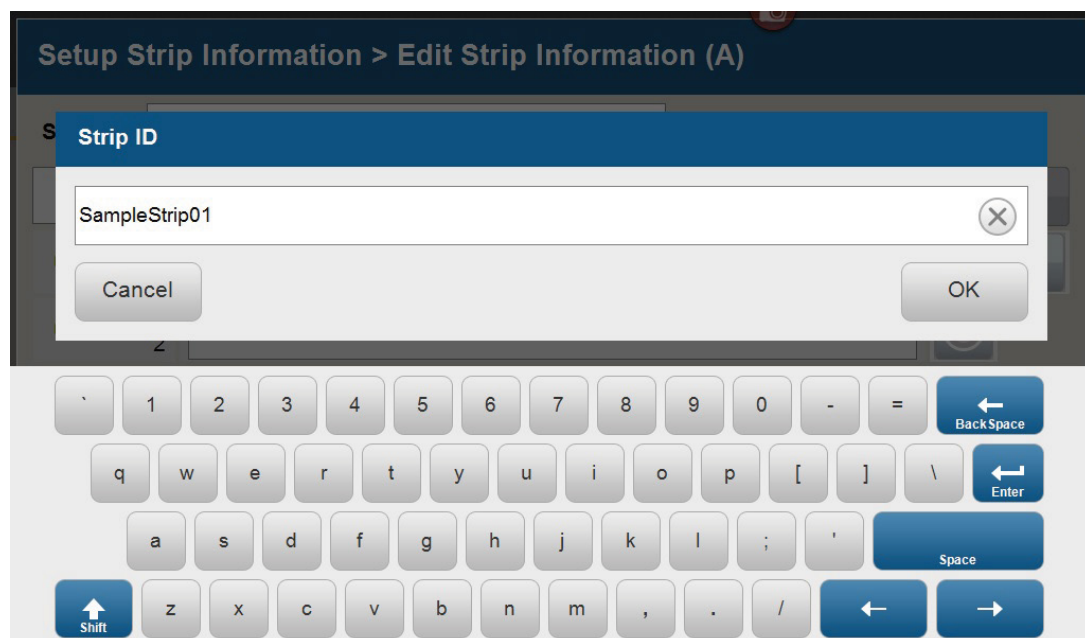 Setup Strip Information > Edit Strip Information (A)
S
Strip ID
SampleStrip01
Cancel
OK
2
` 1 2 3 4 5 6 7 8 9 0 - = BackSpace
q w e r t y u i o p [ ] \ Enter
a s d f g h j k l ; ' Space
Shift z x c v b n m , . /